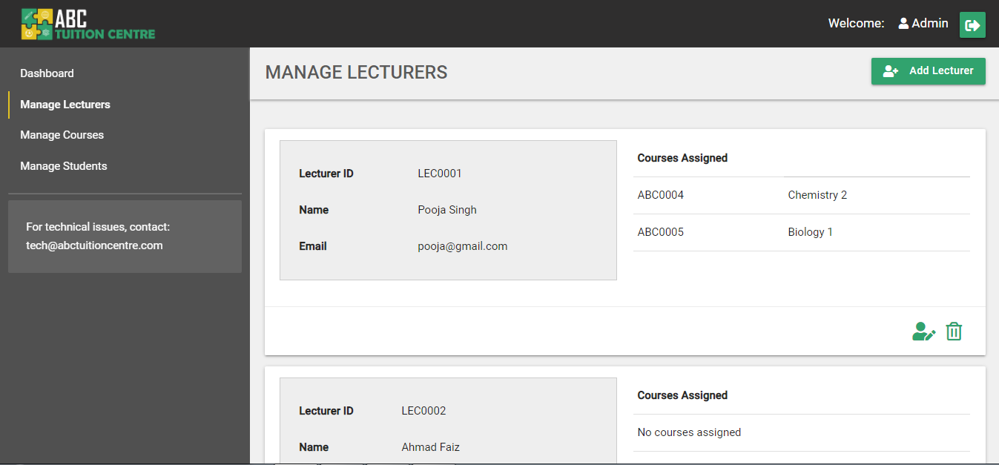 ABC
TUITION CENTRE
Welcome: Admin
Dashboard
Manage Lecturers
Manage Courses
Manage Students
For technical issues, contact:
tech@abctuitioncentre.com
MANAGE LECTURERS
Add Lecturer
Lecturer ID LEC0001
Name Pooja Singh
Email pooja@gmail.com
Courses Assigned
ABC0004 Chemistry 2
ABC0005 Biology 1
Lecturer ID LEC0002
Name Ahmad Faiz
Courses Assigned
No courses assigned